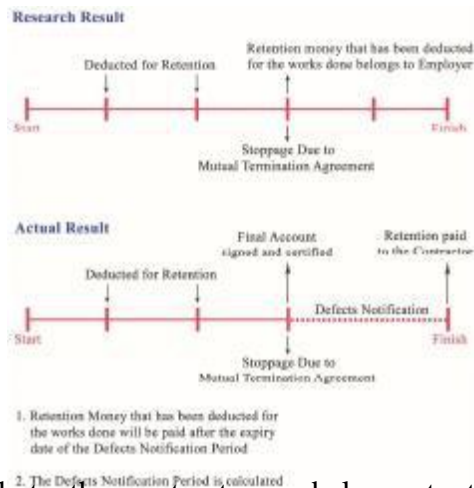 Research Result
Retention money that has been deducted
for the works done belongs to Employer
Deducted for Retention
Start
Finish
Stoppage Due to
Mutual Termination Agreement
Actual Result
Final Account
signed and certified
Retention paid
to the Contractor
Deducted for Retention
Defects Notification
Start
Finish
Stoppage Due to
Mutual Termination Agreement
1. Retention Money that has been deducted for
the works done will be paid after the expiry
date of the Defects Notification Period
2. The Defects Notification Period is calculated